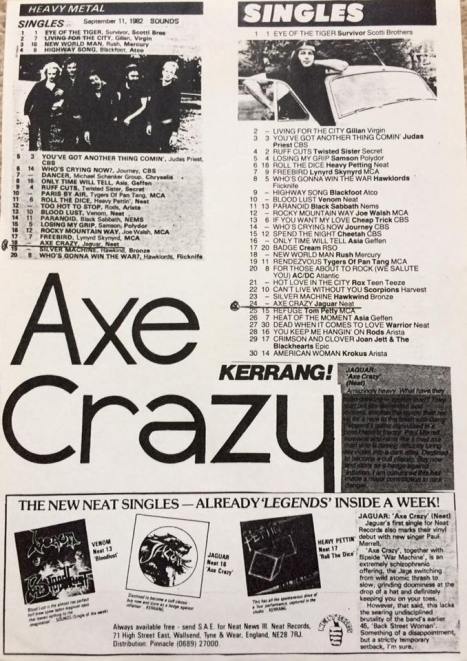 HEAVY METAL
SINGLES September 11, 1982 SOUNDS
1 1 EYE OF THE TIGER, Survivor, Scotti Bros
2 7 LIVING FOR THE CITY, Gillan, Virgin
3 16 NEW WORLD MAN, Rush, Mercury
4 8 HIGHWAY SONG, Blackfoot, Atco
5 3 YOU'VE GOT ANOTHER THING COMIN', Judas Priest,
CBS
6 14 WHO'S CRYING NOW?, Journey, CBS
7 — DANCER, Michael Schenker Group, Chrysalis
8 18 ONLY TIME WILL TELL, Asia, Geffen
9 4 RUFF CUTS, Twisted Sister, Secret
10 — PARIS BY AIR, Tygers Of Pan Tang, MCA
11 6 ROLL THE DICE, Heavy Pettin', Neat
12 — TOO HOT TO STOP, Rods, Arista
13 10 BLOOD LUST, Venom, Neat
14 11 PARANOID, Black Sabbath, NEMS
15 2 LOSING MY GRIP, Samson, Polydor
16 12 ROCKY MOUNTAIN WAY, Joe Walsh, MCA
17 7 FREEBIRD, Lynyrd Skynyrd, MCA
18 — AXE CRAZY, Jaguar, Neat
19 — SILVER MACHINE, Hawkwind, Bronze
20 8 WHO'S GONNA WIN THE WAR?, Hawklords, Flicknife
SINGLES
1 1 EYE OF THE TIGER Survivor Scotti Brothers
2 – LIVING FOR THE CITY Gillan Virgin
3 3 YOU'VE GOT ANOTHER THING COMIN' Judas
Priest CBS
4 2 RUFF CUTS Twisted Sister Secret
5 4 LOSING MY GRIP Samson Polydor
6 18 ROLL THE DICE Heavy Petting Neat
7 9 FREEBIRD Lynyrd Skynyrd MCA
8 5 WHO'S GONNA WIN THE WAR Hawklords
Flicknife
9 – HIGHWAY SONG Blackfoot Atco
10 – BLOOD LUST Venom Neat
11 13 PARANOID Black Sabbath Nems
12 – ROCKY MOUNTAIN WAY Joe Walsh MCA
13 6 IF YOU WANT MY LOVE Cheap Trick CBS
14 – WHO'S CRYING NOW Journey CBS
15 12 SPEND THE NIGHT Cheetah CBS
16 – ONLY TIME WILL TELL Asia Geffen
17 20 BADGE Cream RSO
18 – NEW WORLD MAN Rush Mercury
19 11 RENDEZVOUS Tygers Of Pan Tang MCA
20 8 FOR THOSE ABOUT TO ROCK (WE SALUTE
YOU) AC/DC Atlantic
21 – HOT LOVE IN THE CITY Rox Teen Teeze
22 10 CAN'T LIVE WITHOUT YOU Scorpions Harvest
23 – SILVER MACHINE Hawkwind Bronze
24 – AXE CRAZY Jaguar Neat
25 15 REFUGE Tom Petty MCA
26 7 HEAT OF THE MOMENT Asia Geffen
27 30 DEAD WHEN IT COMES TO LOVE Warrior Neat
28 16 YOU KEEP ME HANGIN' ON Rods Arista
29 17 CRIMSON AND CLOVER Joan Jett & The
Blackhearts Epic
30 14 AMERICAN WOMAN Krokus Arista
Axe
Crazy
KERRANG!
JAGUAR:
'Axe Crazy'
(Neat)
THE NEW NEAT SINGLES — ALREADY 'LEGENDS' INSIDE A WEEK!
VENOM
Neat 13
'Bloodlust'
JAGUAR
Neat 16
'Axe Crazy'
HEAVY PETTIN'
Neat 17
'Roll The Dice'
Always available free - send S.A.E. for Neat News III. Neat Records,
71 High Street East, Wallsend, Tyne & Wear, England, NE28 7RJ.
Distribution: Pinnacle (0689) 27000.
JAGUAR: 'Axe Crazy' (Neat)
Jaguar's first single for Neat
Records also marks their vinyl
debut with new singer Paul
Merrell.
'Axe Crazy', together with
flipside 'War Machine', is an
extremely schizophrenic
offering, the Jags switching
from wild atomic thrash to
slow, grinding doominess at the
drop of a hat and definitely
keeping you on your toes.
However, that said, this lacks
the searing undisciplined
brutality of the band's earlier
45, 'Back Street Woman'.
Something of a disappointment,
but a strictly temporary
setback, I'm sure.